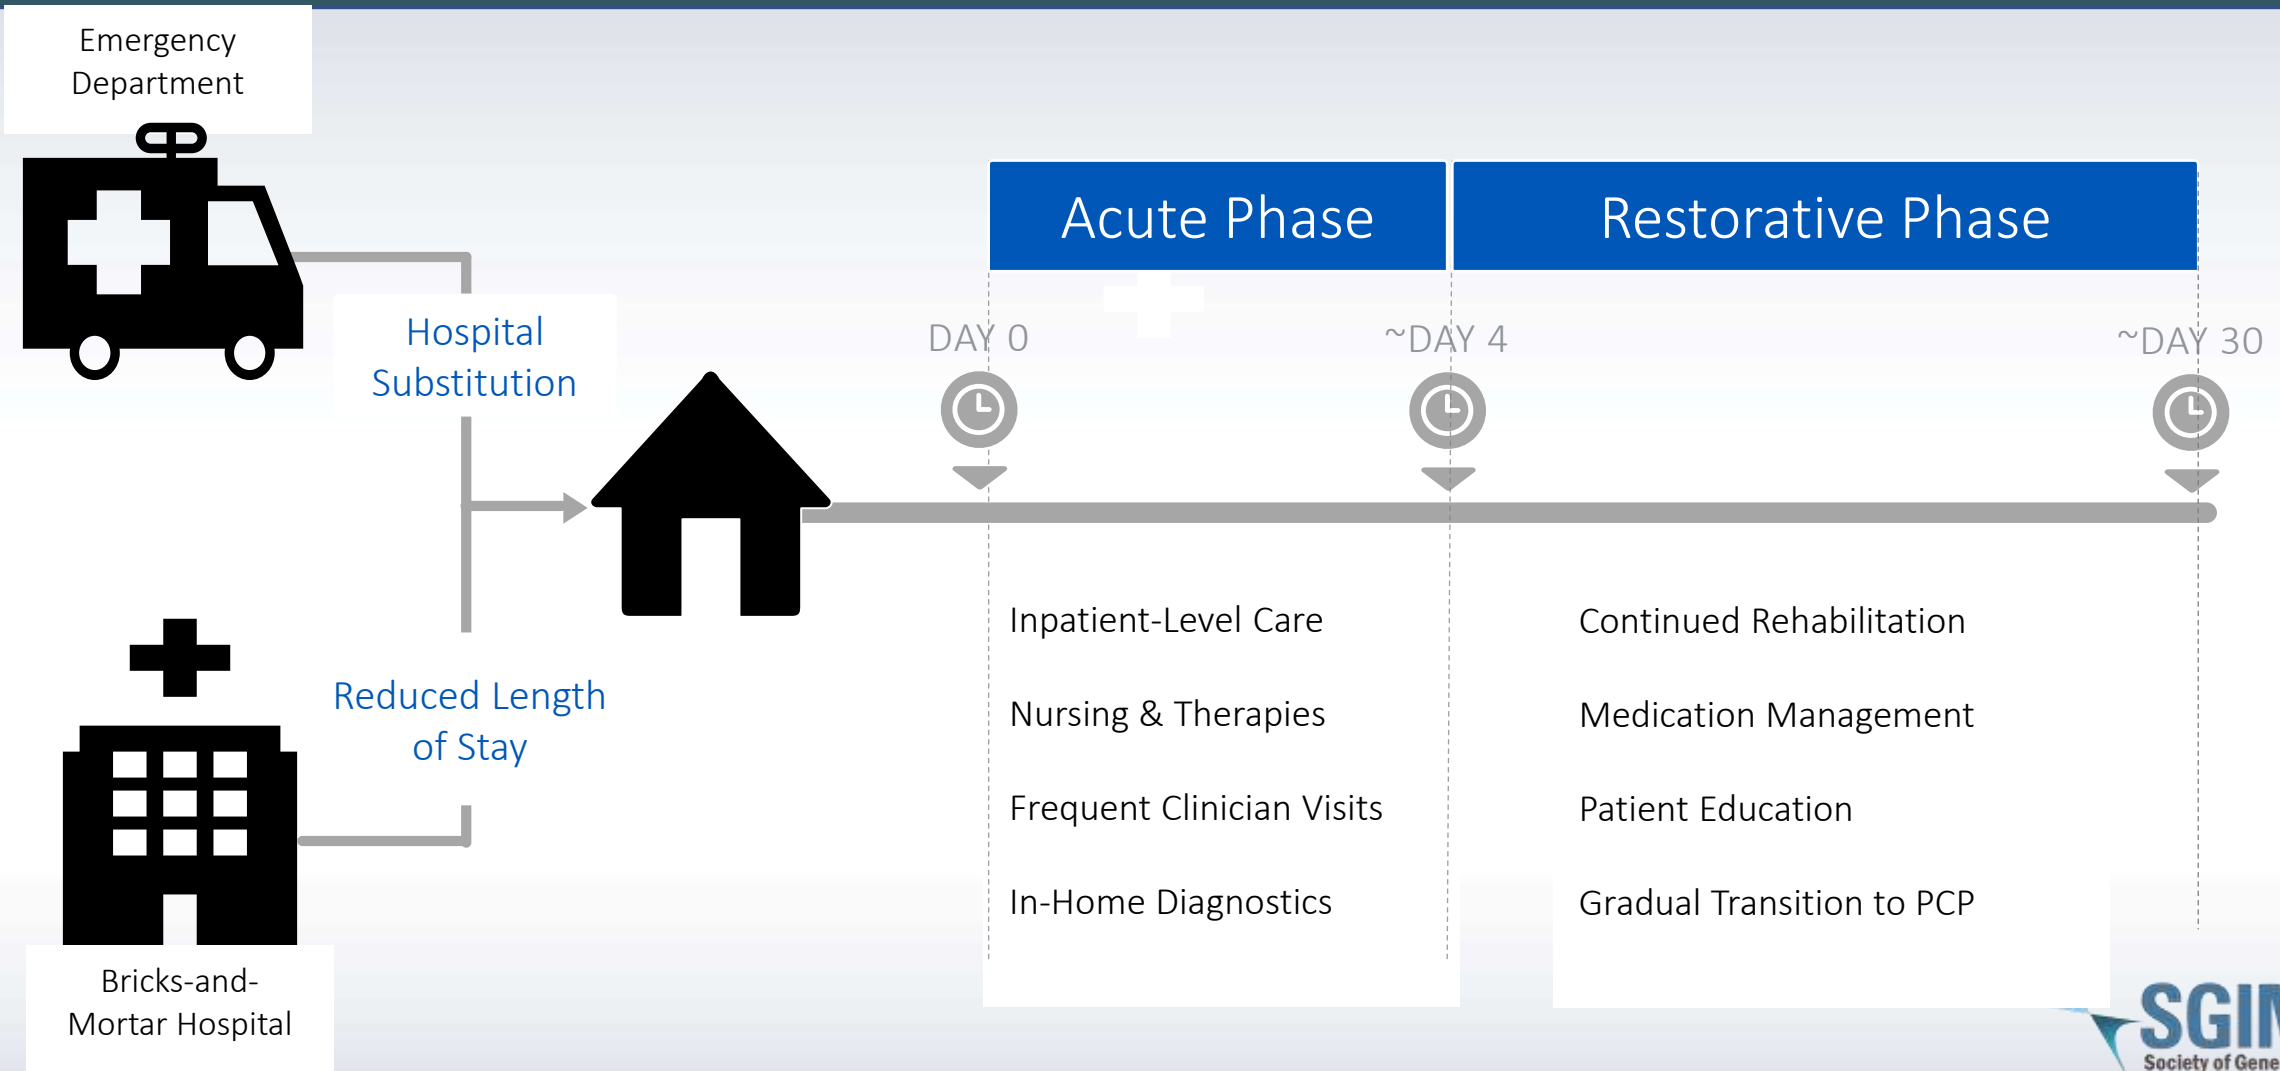 Emergency
Department
Acute Phase
Restorative Phase
Hospital
Substitution
DAY 0
~DAY 4
~DAY 30
Reduced Length
of Stay
Inpatient-Level Care
Nursing & Therapies
Frequent Clinician Visits
In-Home Diagnostics
Continued Rehabilitation
Medication Management
Patient Education
Gradual Transition to PCP
Bricks-and-
Mortar Hospital
Society of